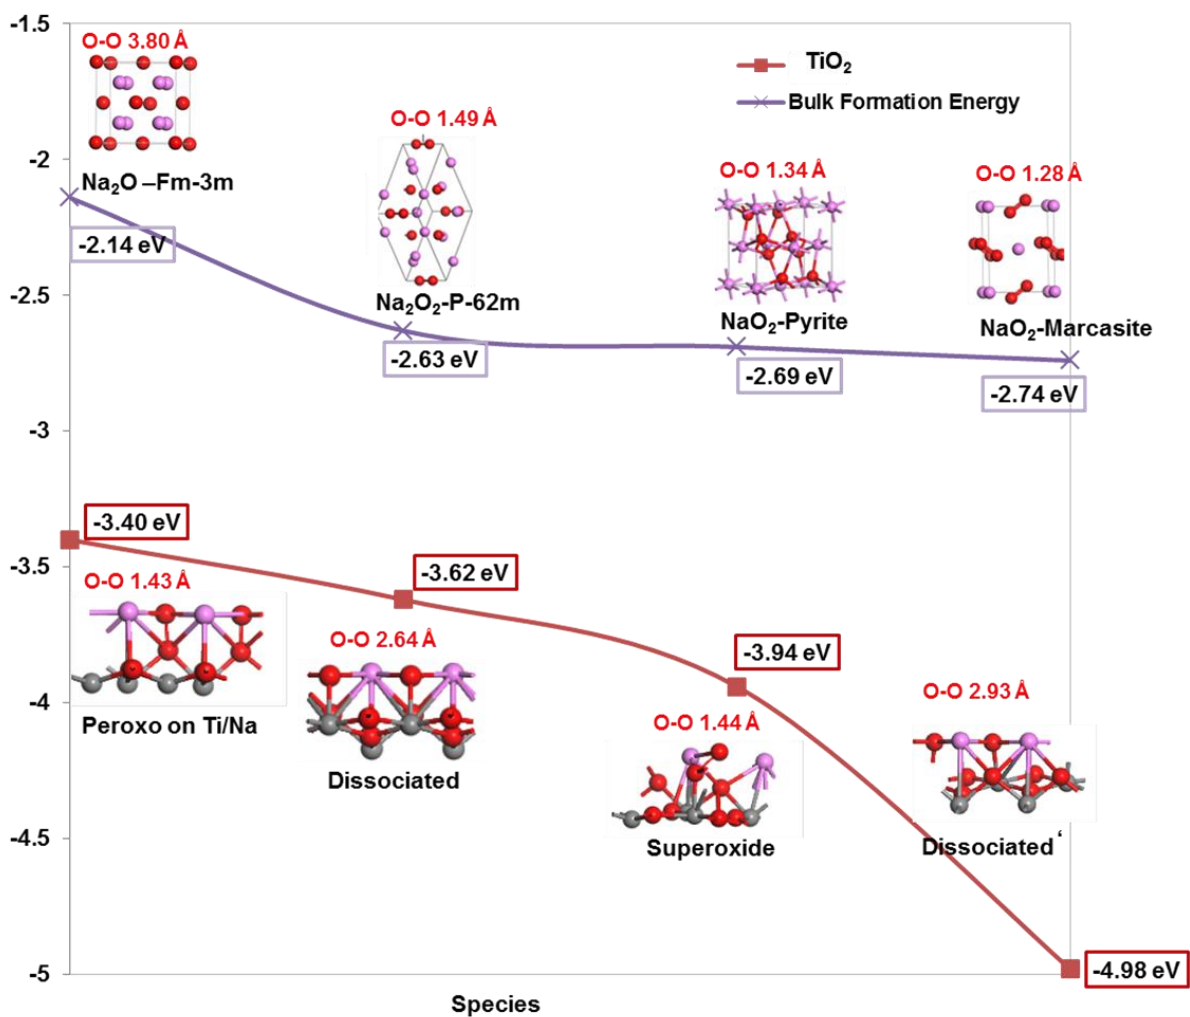 -1.5
O-O 3.80 Å
TiO₂
Bulk Formation Energy
O-O 1.49 Å
-2
O-O 1.34 Å
O-O 1.28 Å
Na₂O –Fm-3m
-2.14 eV
-2.5
Na₂O₂-P-62m
NaO₂-Pyrite
NaO₂-Marcasite
-2.63 eV
-2.69 eV
-2.74 eV
-3
-3.40 eV
-3.5
O-O 1.43 Å
-3.62 eV
O-O 2.64 Å
-3.94 eV
O-O 2.93 Å
-4
Peroxo on Ti/Na
O-O 1.44 Å
Dissociated
-4.5
Superoxide
Dissociated ‘
-5
-4.98 eV
Species